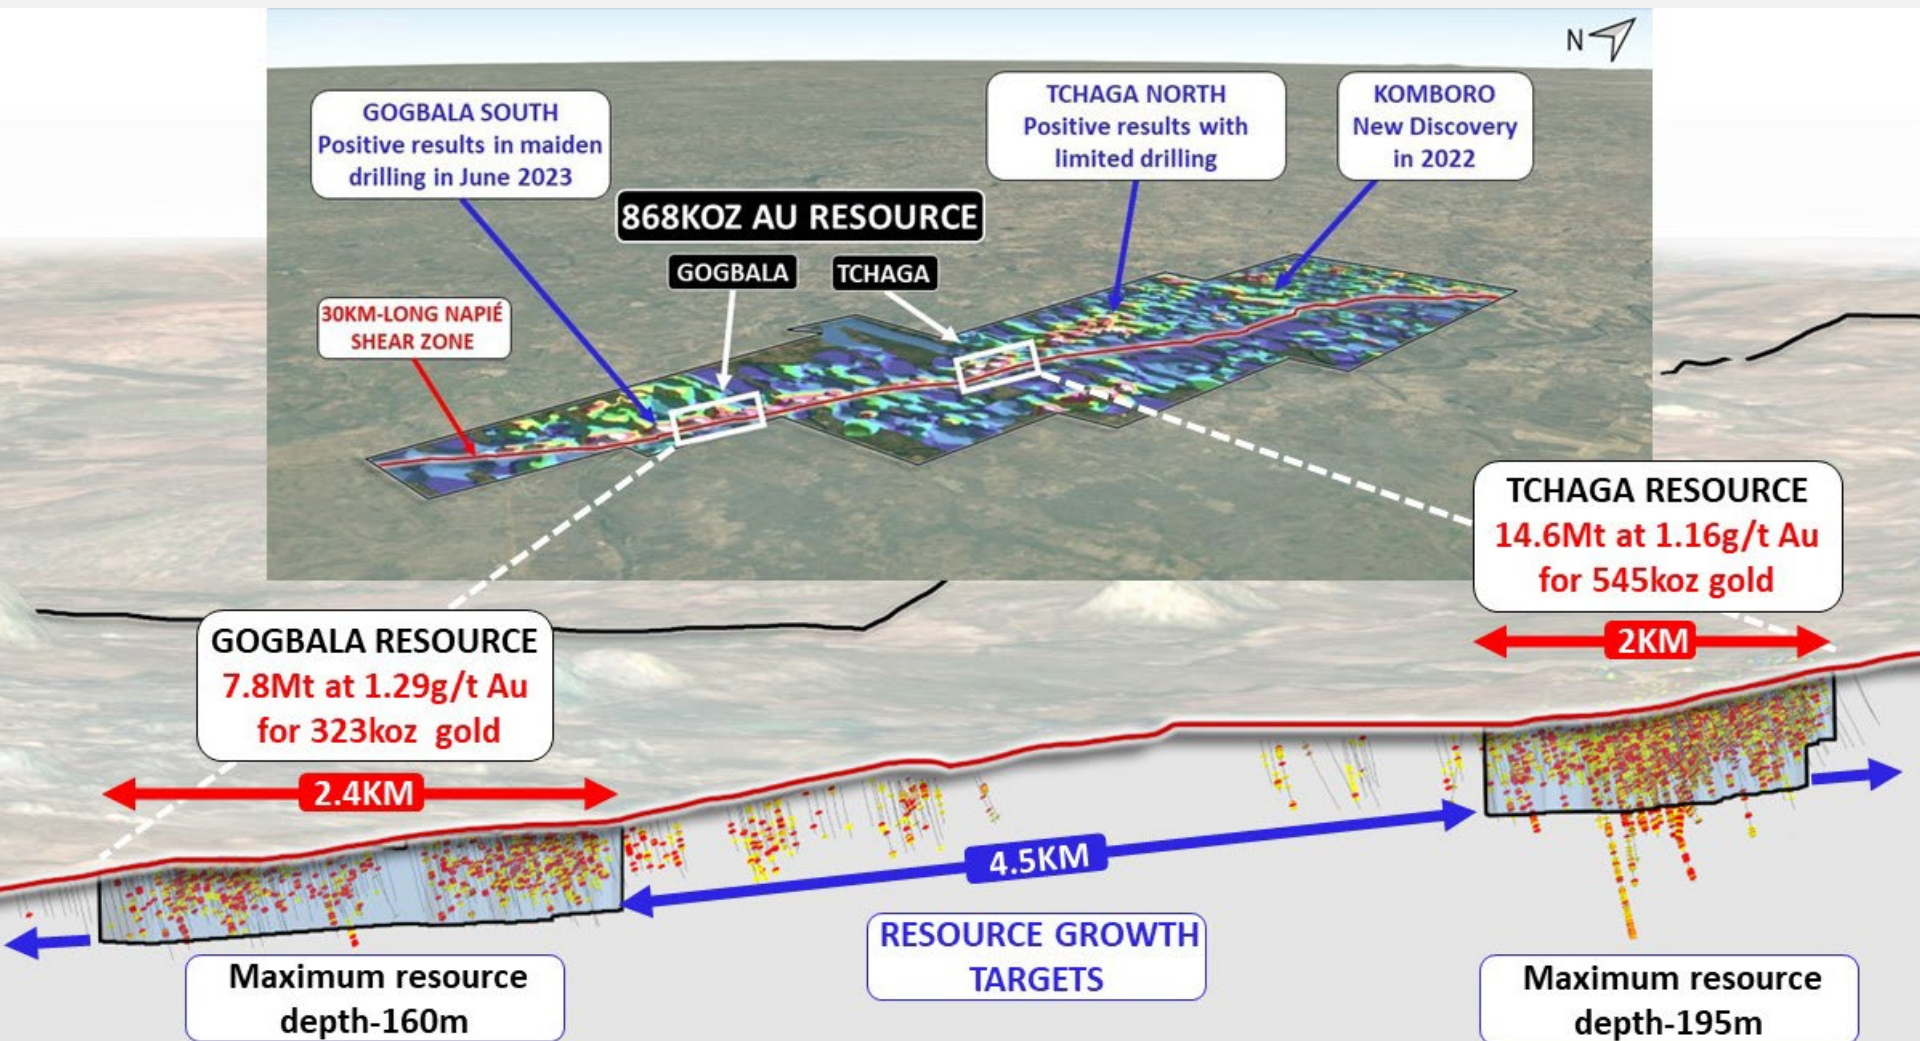 N
GOGBALA SOUTH
Positive results in maiden
drilling in June 2023
TCHAGA NORTH
Positive results with
limited drilling
KOMBORO
New Discovery
in 2022
868KOZ AU RESOURCE
GOGBALA
TCHAGA
30KM-LONG NAPIÉ
SHEAR ZONE
TCHAGA RESOURCE
14.6Mt at 1.16g/t Au
for 545koz gold
2KM
GOGBALA RESOURCE
7.8Mt at 1.29g/t Au
for 323koz gold
2.4KM
4.5KM
RESOURCE GROWTH
TARGETS
Maximum resource
depth-160m
Maximum resource
depth-195m